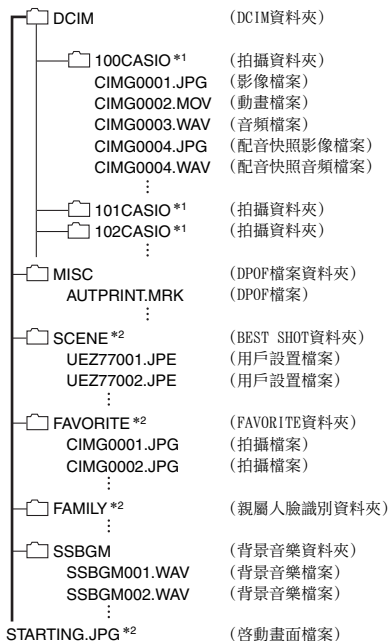 DCIM (DCIM資料夾)
100CASIO *1 (拍攝資料夾)
CIMG0001.JPG (影像檔案)
CIMG0002.MOV (動畫檔案)
CIMG0003.WAV (音頻檔案)
CIMG0004.JPG (配音快照影像檔案)
CIMG0004.WAV (配音快照音頻檔案)
101CASIO *1 (拍攝資料夾)
102CASIO *1 (拍攝資料夾)
MISC (DPOF檔案資料夾)
AUTPRINT.MRK (DPOF檔案)
SCENE *2 (BEST SHOT資料夾)
UEZ77001.JPE (用戶設置檔案)
UEZ77002.JPE (用戶設置檔案)
FAVORITE *2 (FAVORITE資料夾)
CIMG0001.JPG (拍攝檔案)
CIMG0002.JPG (拍攝檔案)
FAMILY *2 (親屬人臉識別資料夾)
SSBGM (背景音樂資料夾)
SSBGM001.WAV (背景音樂檔案)
SSBGM002.WAV (背景音樂檔案)
STARTING.JPG *2 (啓動畫面檔案)